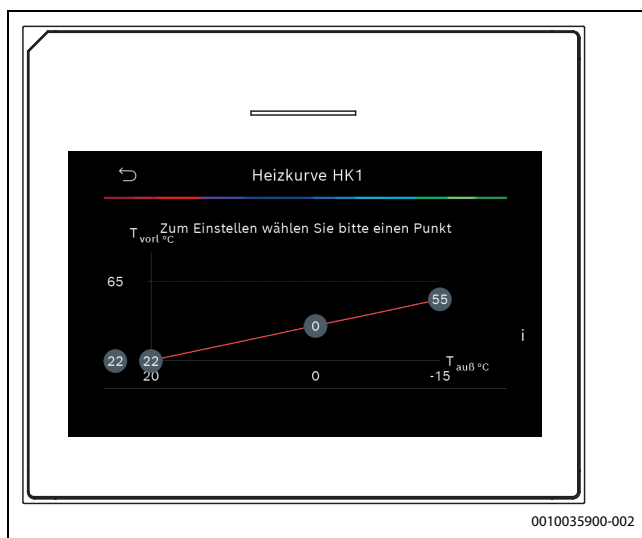 Heizkurve HK1
Zum Einstellen wählen Sie bitte einen Punkt
T vorl °C
65
55
0
22 22
T auß °C
20 0 -15
i
0010035900-002